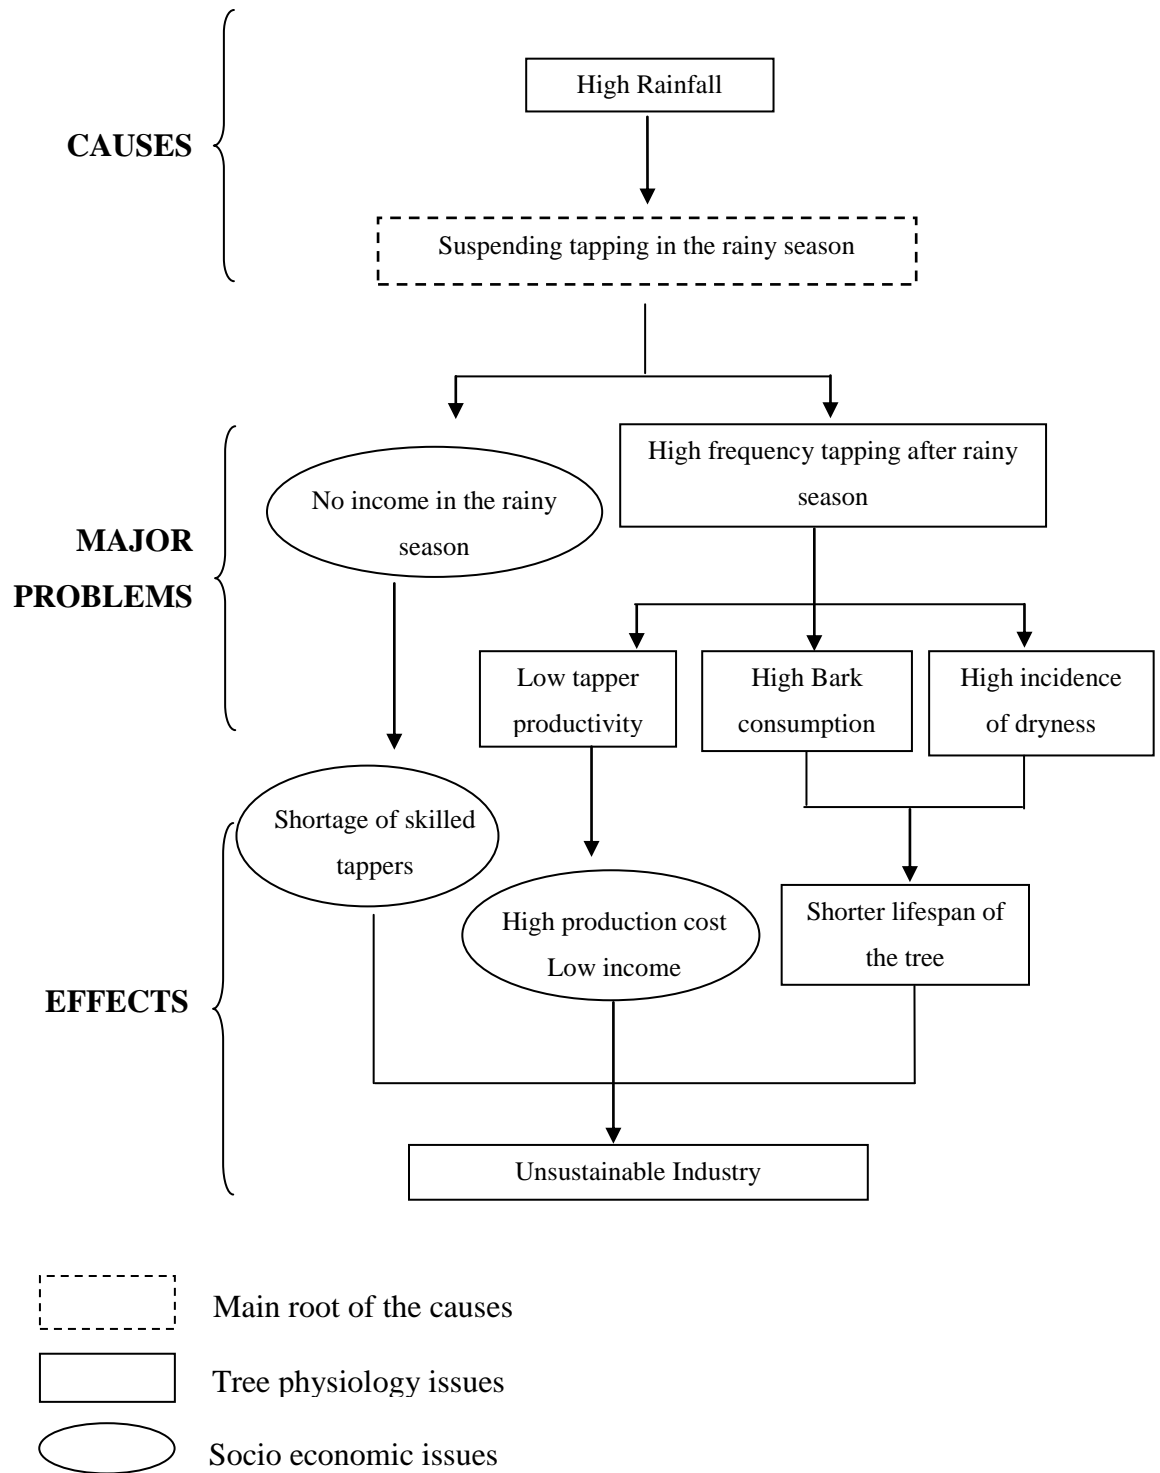 High Rainfall
CAUSES
Suspending tapping in the rainy season
High frequency tapping after rainy
season
No income in the rainy
season
MAJOR
PROBLEMS
Low tapper
productivity
High Bark
consumption
High incidence
of dryness
Shortage of skilled
tappers
High production cost
Low income
Shorter lifespan of
the tree
EFFECTS
Unsustainable Industry
Main root of the causes
Tree physiology issues
Socio economic issues